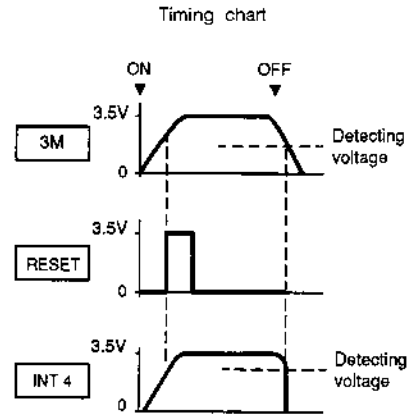 Timing chart
ON
OFF
3.5V
3M
Detecting
voltage
0
3.5V
RESET
0
3.5V
Detecting
voltage
INT 4
0